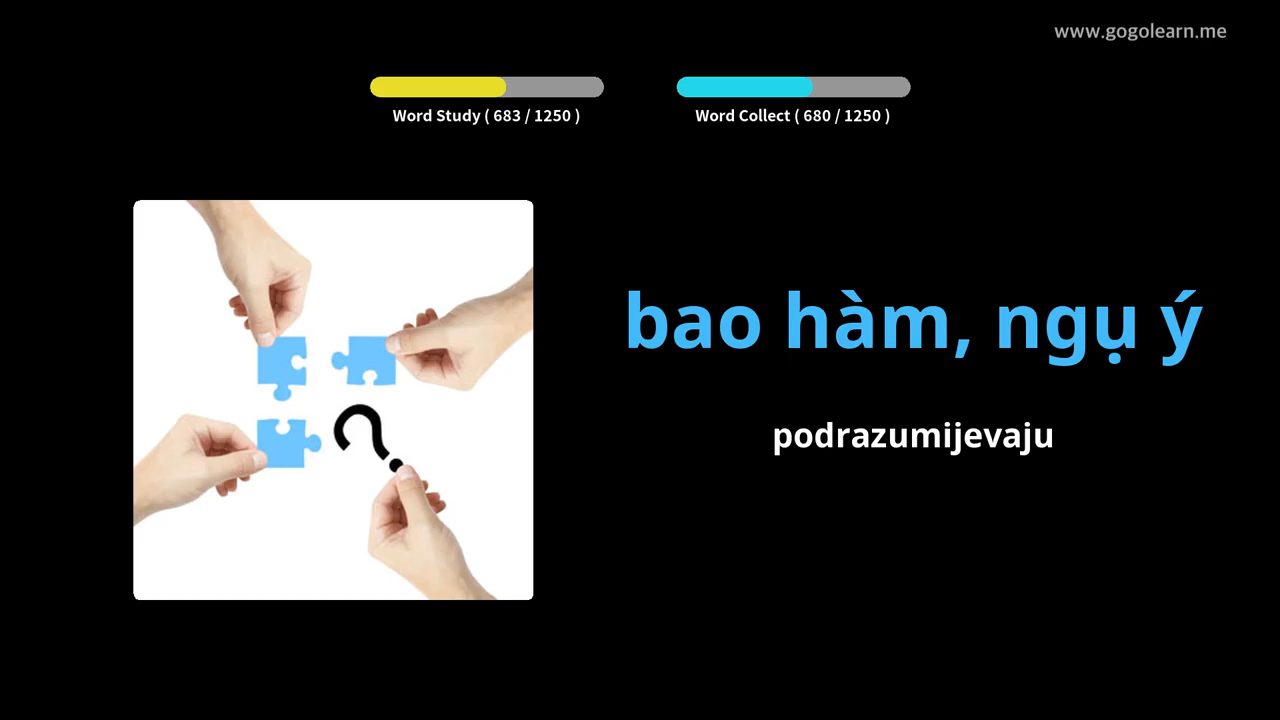 www.gogolearn.me
Word Study ( 683 / 1250 )
Word Collect ( 680 / 1250 )
bao hàm, ngụ ý
podrazumijevaju